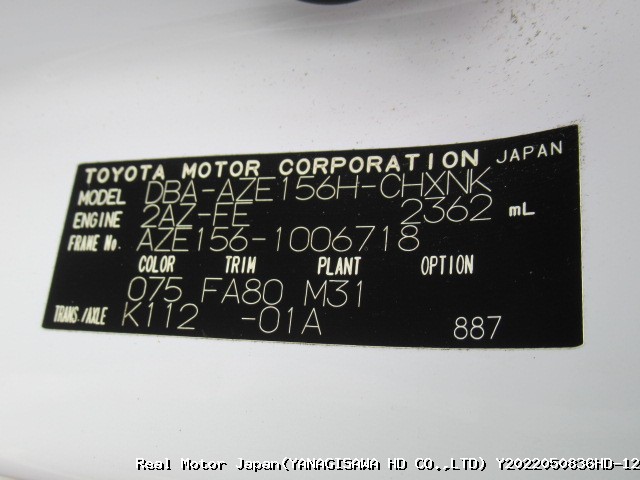 TOYOTA MOTOR CORPORATION JAPAN
MODEL DBA-AZE156H-CHXNK
ENGINE 2AZ-FE 2362 mL
FRAME No. AZE156-1006718
COLOR TRIM PLANT OPTION
075 FA80 M31
TRANS./AXLE K112 -01A 887
Real Motor Japan(YANAGISAWA HD CO.,LTD) Y2022050836HD-12